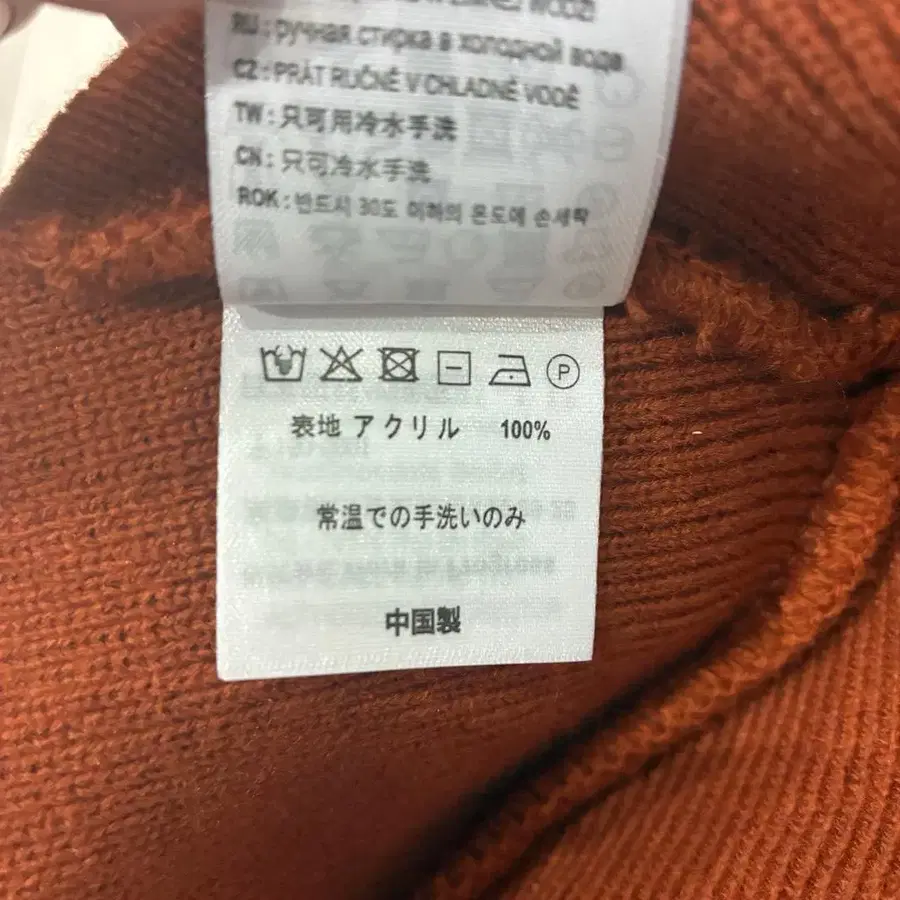 RU : ручная стирка в холодной воде
CZ : PRÁT RUČNĚ V CHLADNÉ VODĚ
TW : 只可用冷水手洗
CN : 只可冷水手洗
ROK : 반드시 30도 이하의 온도에 손세탁
P
表地 アクリル 100%
常温での手洗いのみ
中国製